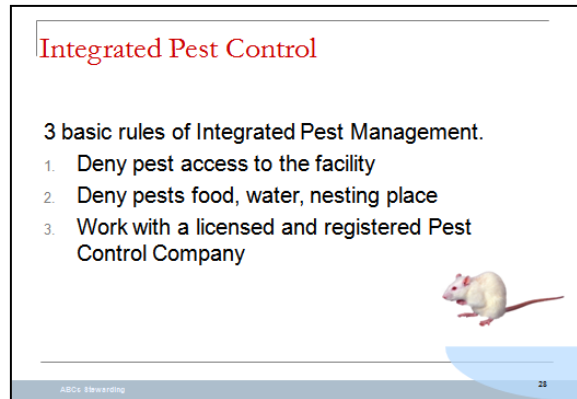 Integrated Pest Control
3 basic rules of Integrated Pest Management.
1. Deny pest access to the facility
2. Deny pests food, water, nesting place
3. Work with a licensed and registered Pest
Control Company
ABCs Stewarding
28